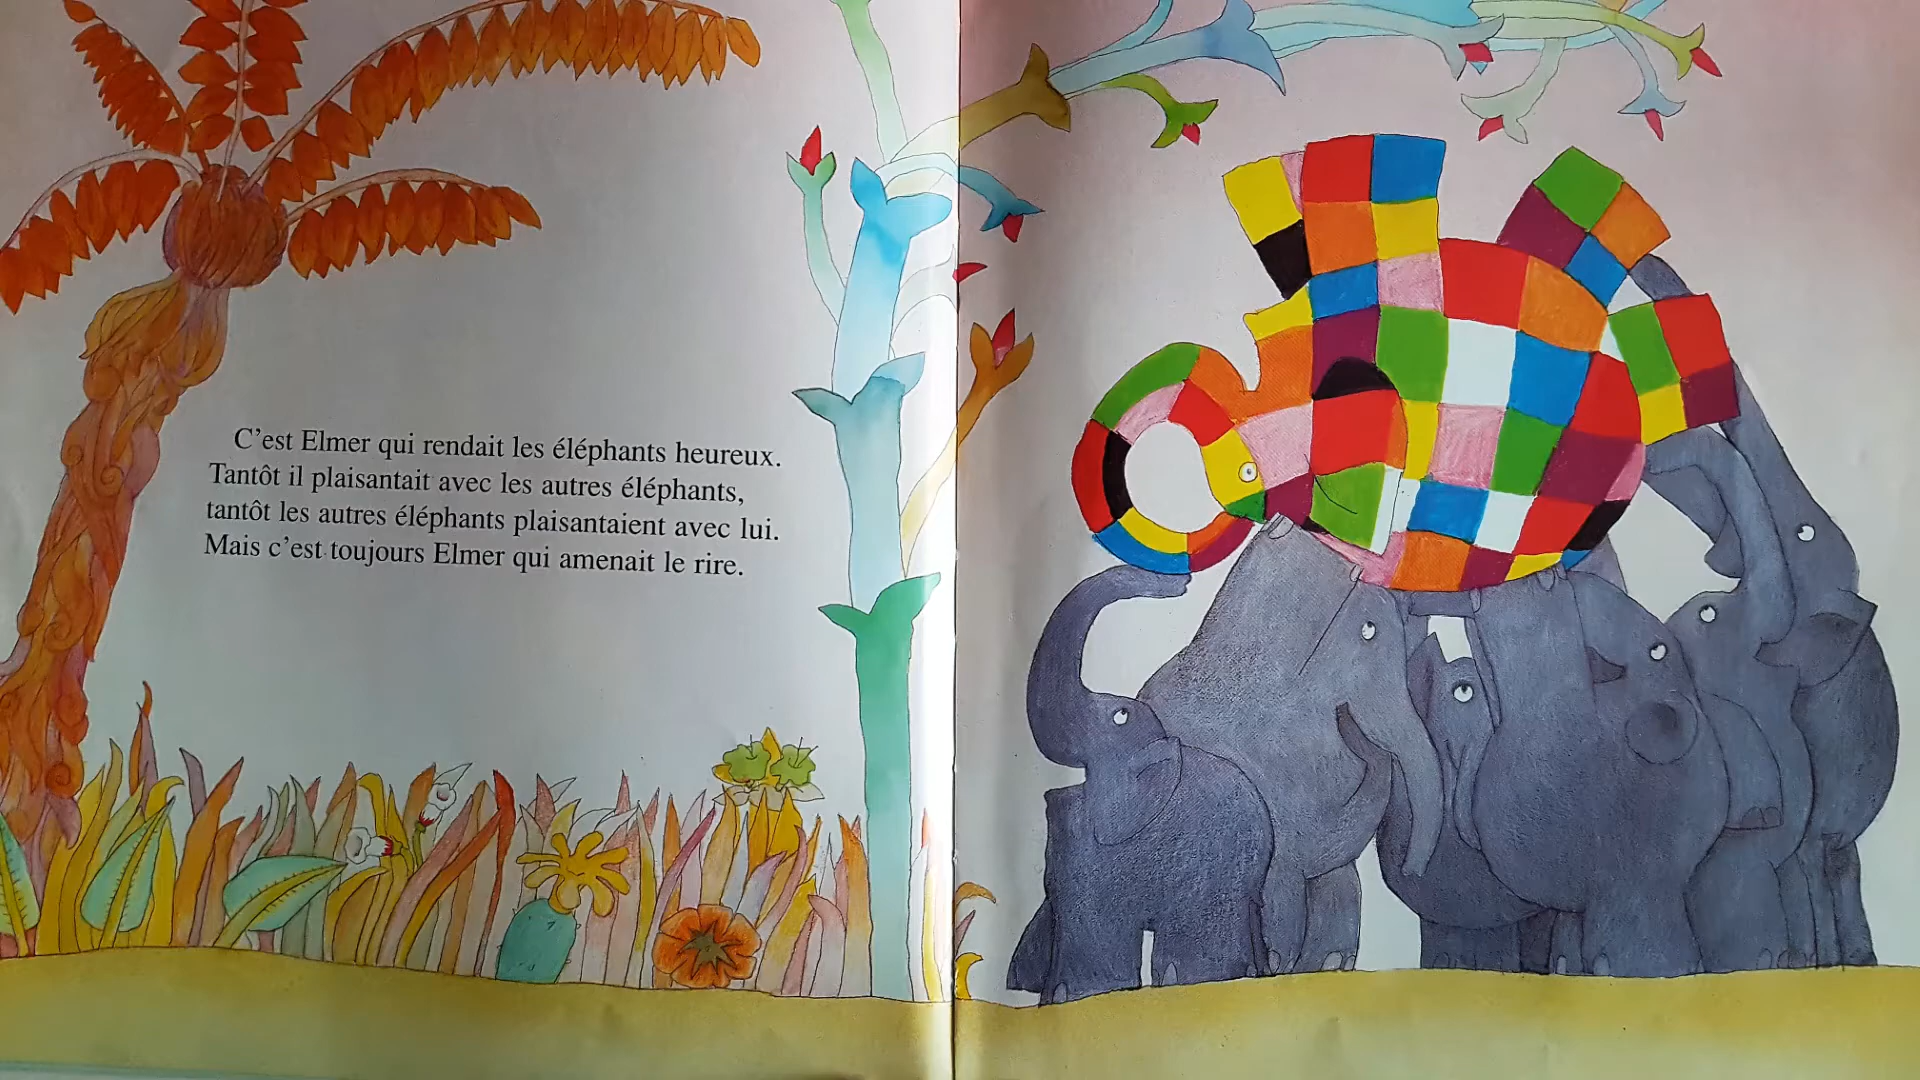 C'est Elmer qui rendait les éléphants heureux.
Tantôt il plaisantait avec les autres éléphants,
tantôt les autres éléphants plaisantaient avec lui.
Mais c'est toujours Elmer qui amenait le rire.